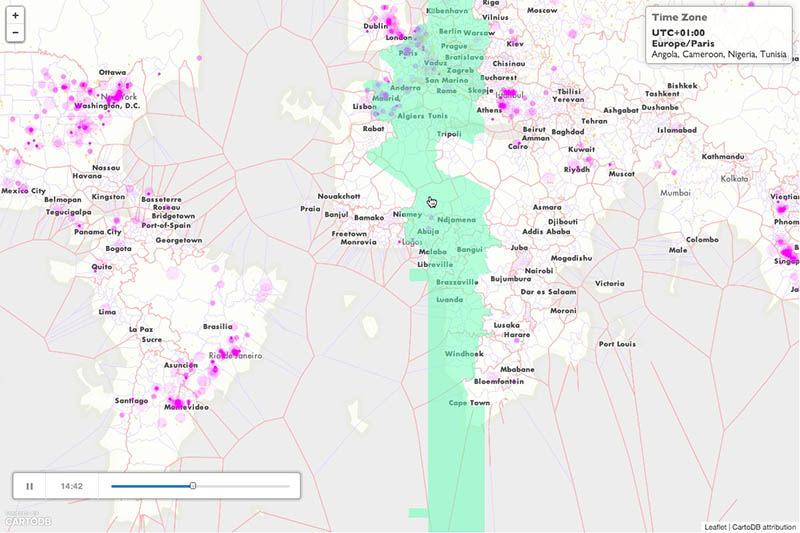 +
−
Time Zone
UTC+01:00
Europe/Paris
Angola, Cameroon, Nigeria, Tunisia
København
Riga
Moscow
Dublin
Vilnius
London
Berlin
Warsaw
Kiev
Prague
Paris
Bratislava
Chisinau
Vaduz
Zagreb
Bucharest
San Marino
Andorra
Rome
Skopje
Istanbul
Madrid
Lisbon
Athens
Algiers
Tunis
Rabat
Tripoli
Beirut
Amman
Baghdad
Cairo
Tbilisi
Yerevan
Bishkek
Tashkent
Dushanbe
Ashgabat
Tehran
Islamabad
Kuwait
Riyadh
Muscat
Kathmandu
Mumbai
Kolkata
Ottawa
New York
Washington, D.C.
Nassau
Havana
Mexico City
Belmopan
Kingston
Basseterre
Roseau
Tegucigalpa
Bridgetown
Port-of-Spain
Panama City
Georgetown
Bogota
Quito
Nouakchott
Praia
Banjul
Bamako
Niamey
Ndjamena
Freetown
Monrovia
Lagos
Abuja
Malabo
Bangui
Libreville
Asmara
Djibouti
Addis Ababa
Juba
Mogadishu
Nairobi
Bujumbura
Dar es Salaam
Brazzaville
Luanda
Moroni
Victoria
Colombo
Male
Vientian
Phnom
Singap
Ja
Lima
La Paz
Sucre
Brasilia
Rio de Janeiro
Asunción
Santiago
Montevideo
Lusaka
Harare
Windhoek
Mbabane
Bloemfontein
Cape Town
Port Louis
14:42
POWERED BY
CARTODB
Leaflet | CartoDB attribution